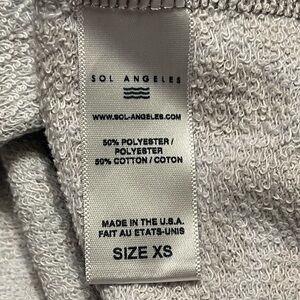 SOL ANGELES
WWW.SOL-ANGELES.COM
50% POLYESTER /
POLYESTER
50% COTTON / COTON
MADE IN THE U.S.A.
FAIT AU ETATS-UNIS
SIZE XS